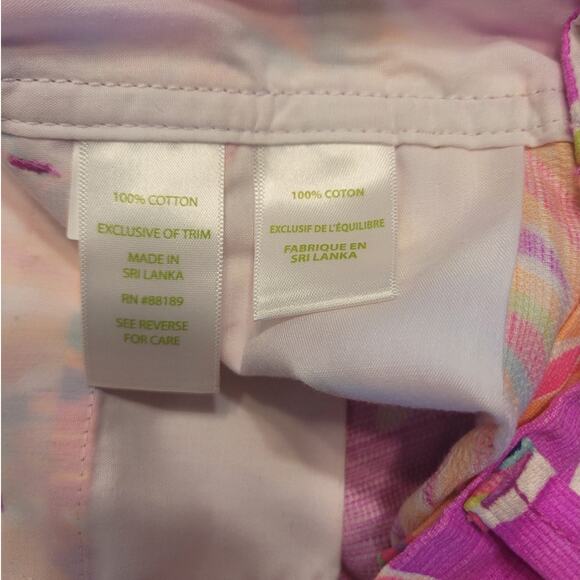 100% COTTON
EXCLUSIVE OF TRIM
MADE IN
SRI LANKA
RN #88189
SEE REVERSE
FOR CARE
100% COTON
EXCLUSIF DE L'ÉQUILIBRE
FABRIQUE EN
SRI LANKA